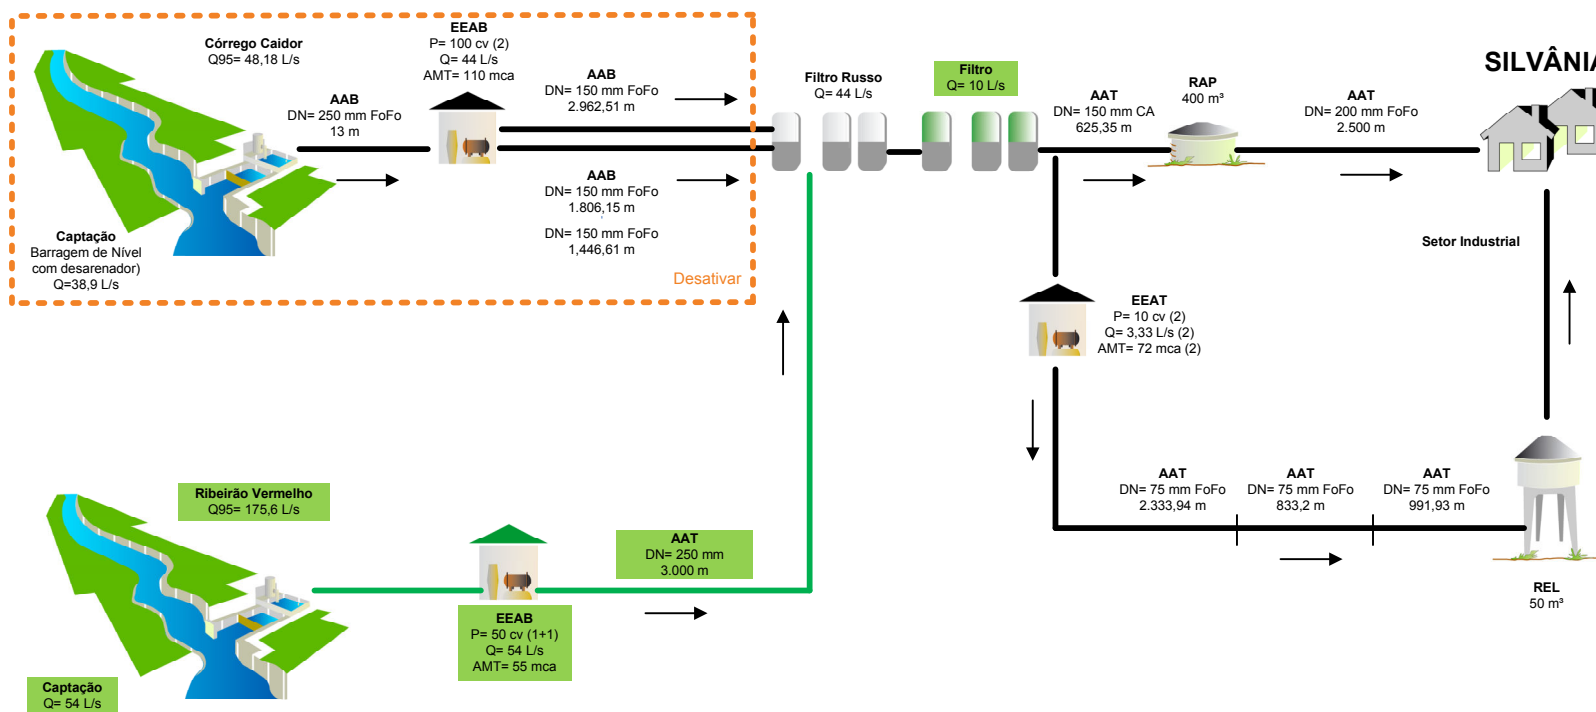 Córrego Caidor
Q95= 48,18 L/s
AAB
DN= 250 mm FoFo
13 m
Captação
Barragem de Nível
com desarenador)
Q=38,9 L/s
EEAB
P= 100 cv (2)
Q= 44 L/s
AMT= 110 mca
AAB
DN= 150 mm FoFo
2.962,51 m
AAB
DN= 150 mm FoFo
1.806,15 m
DN= 150 mm FoFo
1,446,61 m
Desativar
Filtro Russo
Q= 44 L/s
Filtro
Q= 10 L/s
AAT
DN= 150 mm CA
625,35 m
RAP
400 m³
AAT
DN= 200 mm FoFo
2.500 m
SILVÂNIA
Setor Industrial
EEAT
P= 10 cv (2)
Q= 3,33 L/s (2)
AMT= 72 mca (2)
AAT
DN= 75 mm FoFo
2.333,94 m
AAT
DN= 75 mm FoFo
833,2 m
AAT
DN= 75 mm FoFo
991,93 m
REL
50 m³
Ribeirão Vermelho
Q95= 175,6 L/s
AAT
DN= 250 mm
3.000 m
EEAB
P= 50 cv (1+1)
Q= 54 L/s
AMT= 55 mca
Captação
Q= 54 L/s